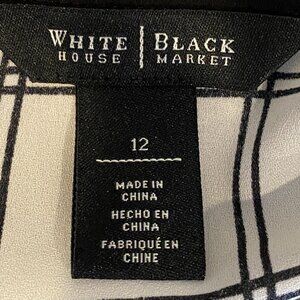 WHITE | BLACK
HOUSE | MARKET
12
MADE IN
CHINA
HECHO EN
CHINA
FABRIQUÉ EN
CHINE